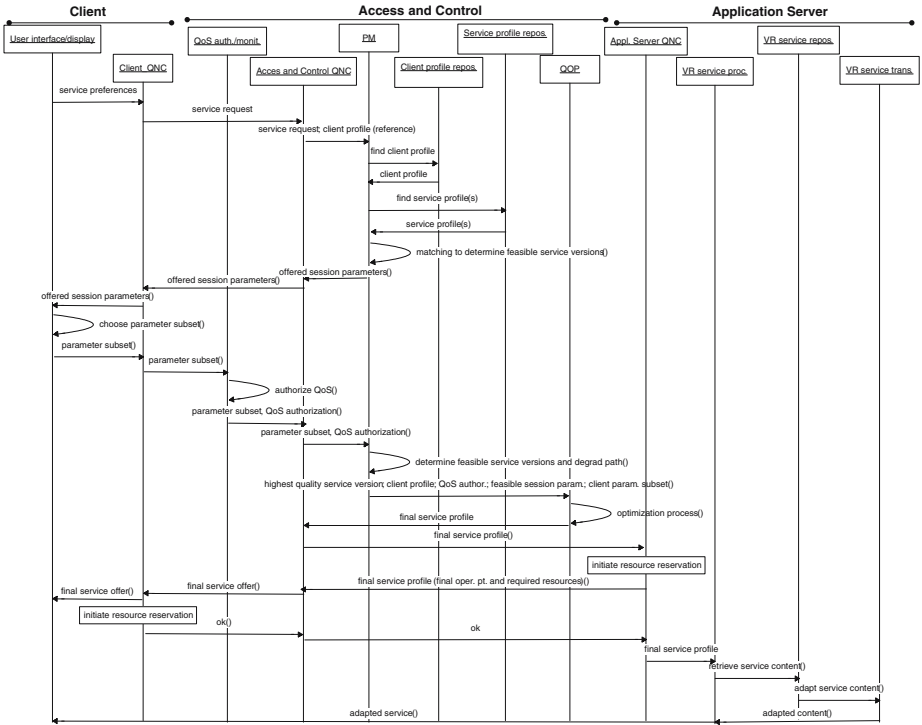 Client
Access and Control
Application Server
User interface/display
QoS auth./monit.
PM
Service profile repos.
Appl. Server QNC
VR service repos.
Client QNC
Acces and Control QNC
Client profile repos.
QOP
VR service proc.
VR service trans.
service preferences
service request
service request; client profile (reference)
find client profile
client profile
find service profile(s)
service profile(s)
matching to determine feasible service versions()
offered session parameters()
offered session parameters()
offered session parameters()
choose parameter subset()
parameter subset()
parameter subset()
authorize QoS()
parameter subset, QoS authorization()
parameter subset, QoS authorization()
determine feasible service versions and degrad path()
highest quality service version; client profile; QoS author.; feasible session param.; client param. subset()
optimization process()
final service profile
final service profile()
initiate resource reservation
final service profile (final oper. pt. and required resources)()
final service offer()
final service offer()
initiate resource reservation
ok()
ok
final service profile
retrieve service content()
adapt service content()
adapted service()
adapted content()